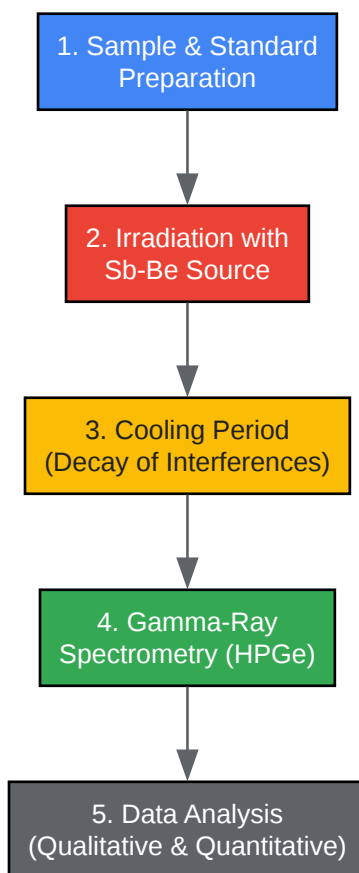 1. Sample & Standard
Preparation
2. Irradiation with
Sb-Be Source
3. Cooling Period
(Decay of Interferences)
4. Gamma-Ray
Spectrometry (HPGe)
5. Data Analysis
(Qualitative & Quantitative)